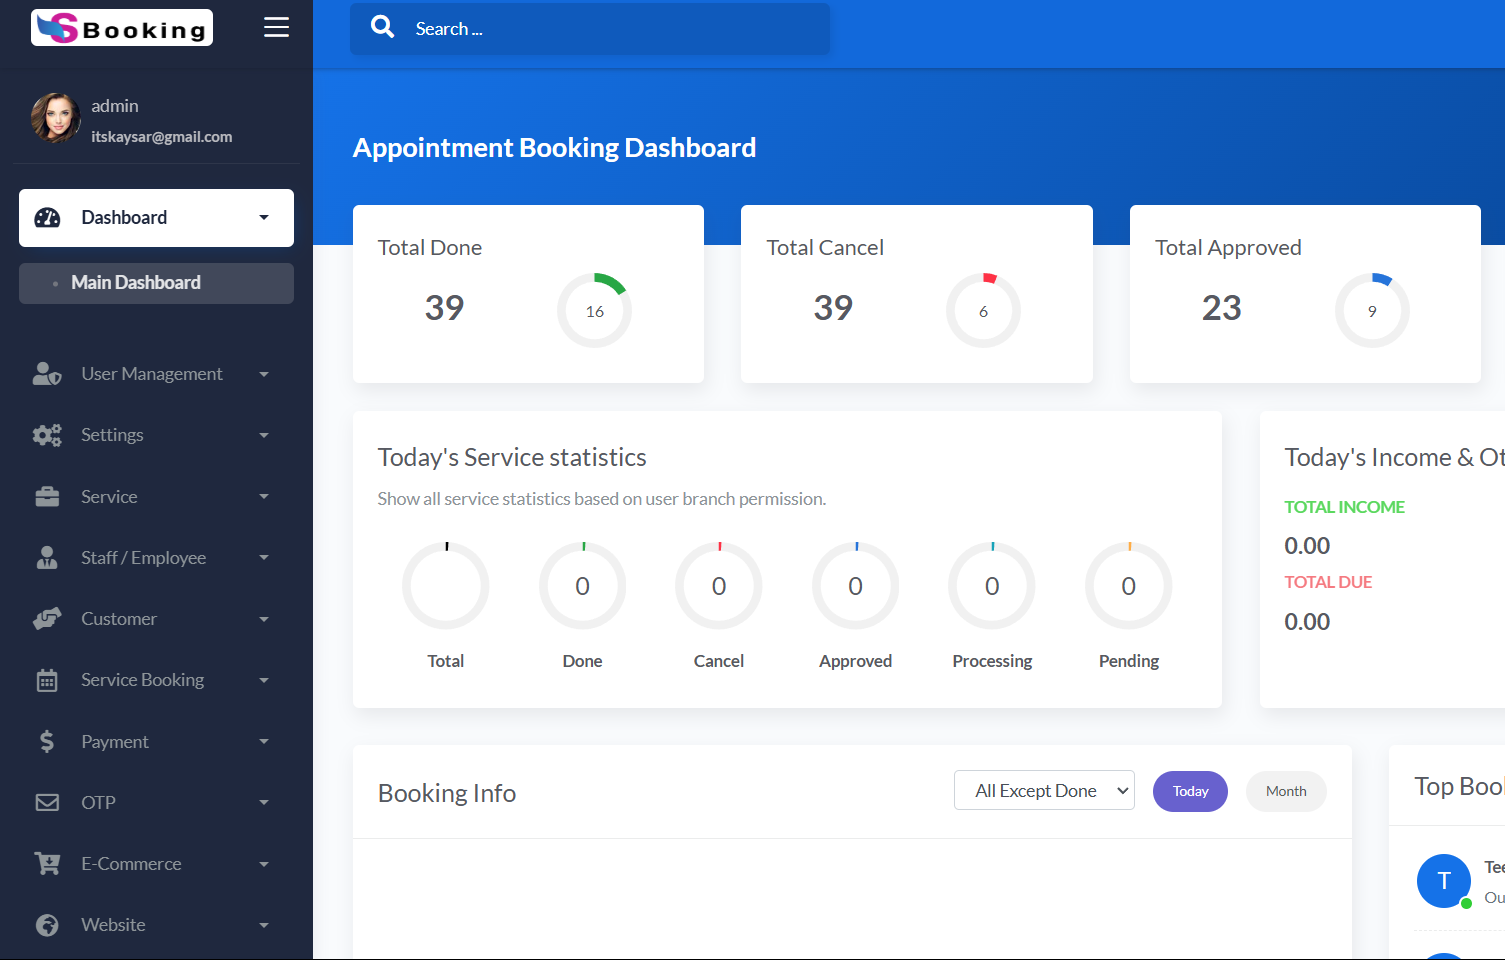 SBooking
Search ...
admin
itskaysar@gmail.com
Dashboard
Main Dashboard
User Management
Settings
Service
Staff / Employee
Customer
Service Booking
Payment
OTP
E-Commerce
Website
Appointment Booking Dashboard
Total Done
39
16
Total Cancel
39
6
Total Approved
23
9
Today's Service statistics
Show all service statistics based on user branch permission.
0
0
0
0
0
Total
Done
Cancel
Approved
Processing
Pending
Today's Income & Ot
TOTAL INCOME
0.00
TOTAL DUE
0.00
Booking Info
All Except Done
Today
Month
Top Boo
T
Tee
Ou